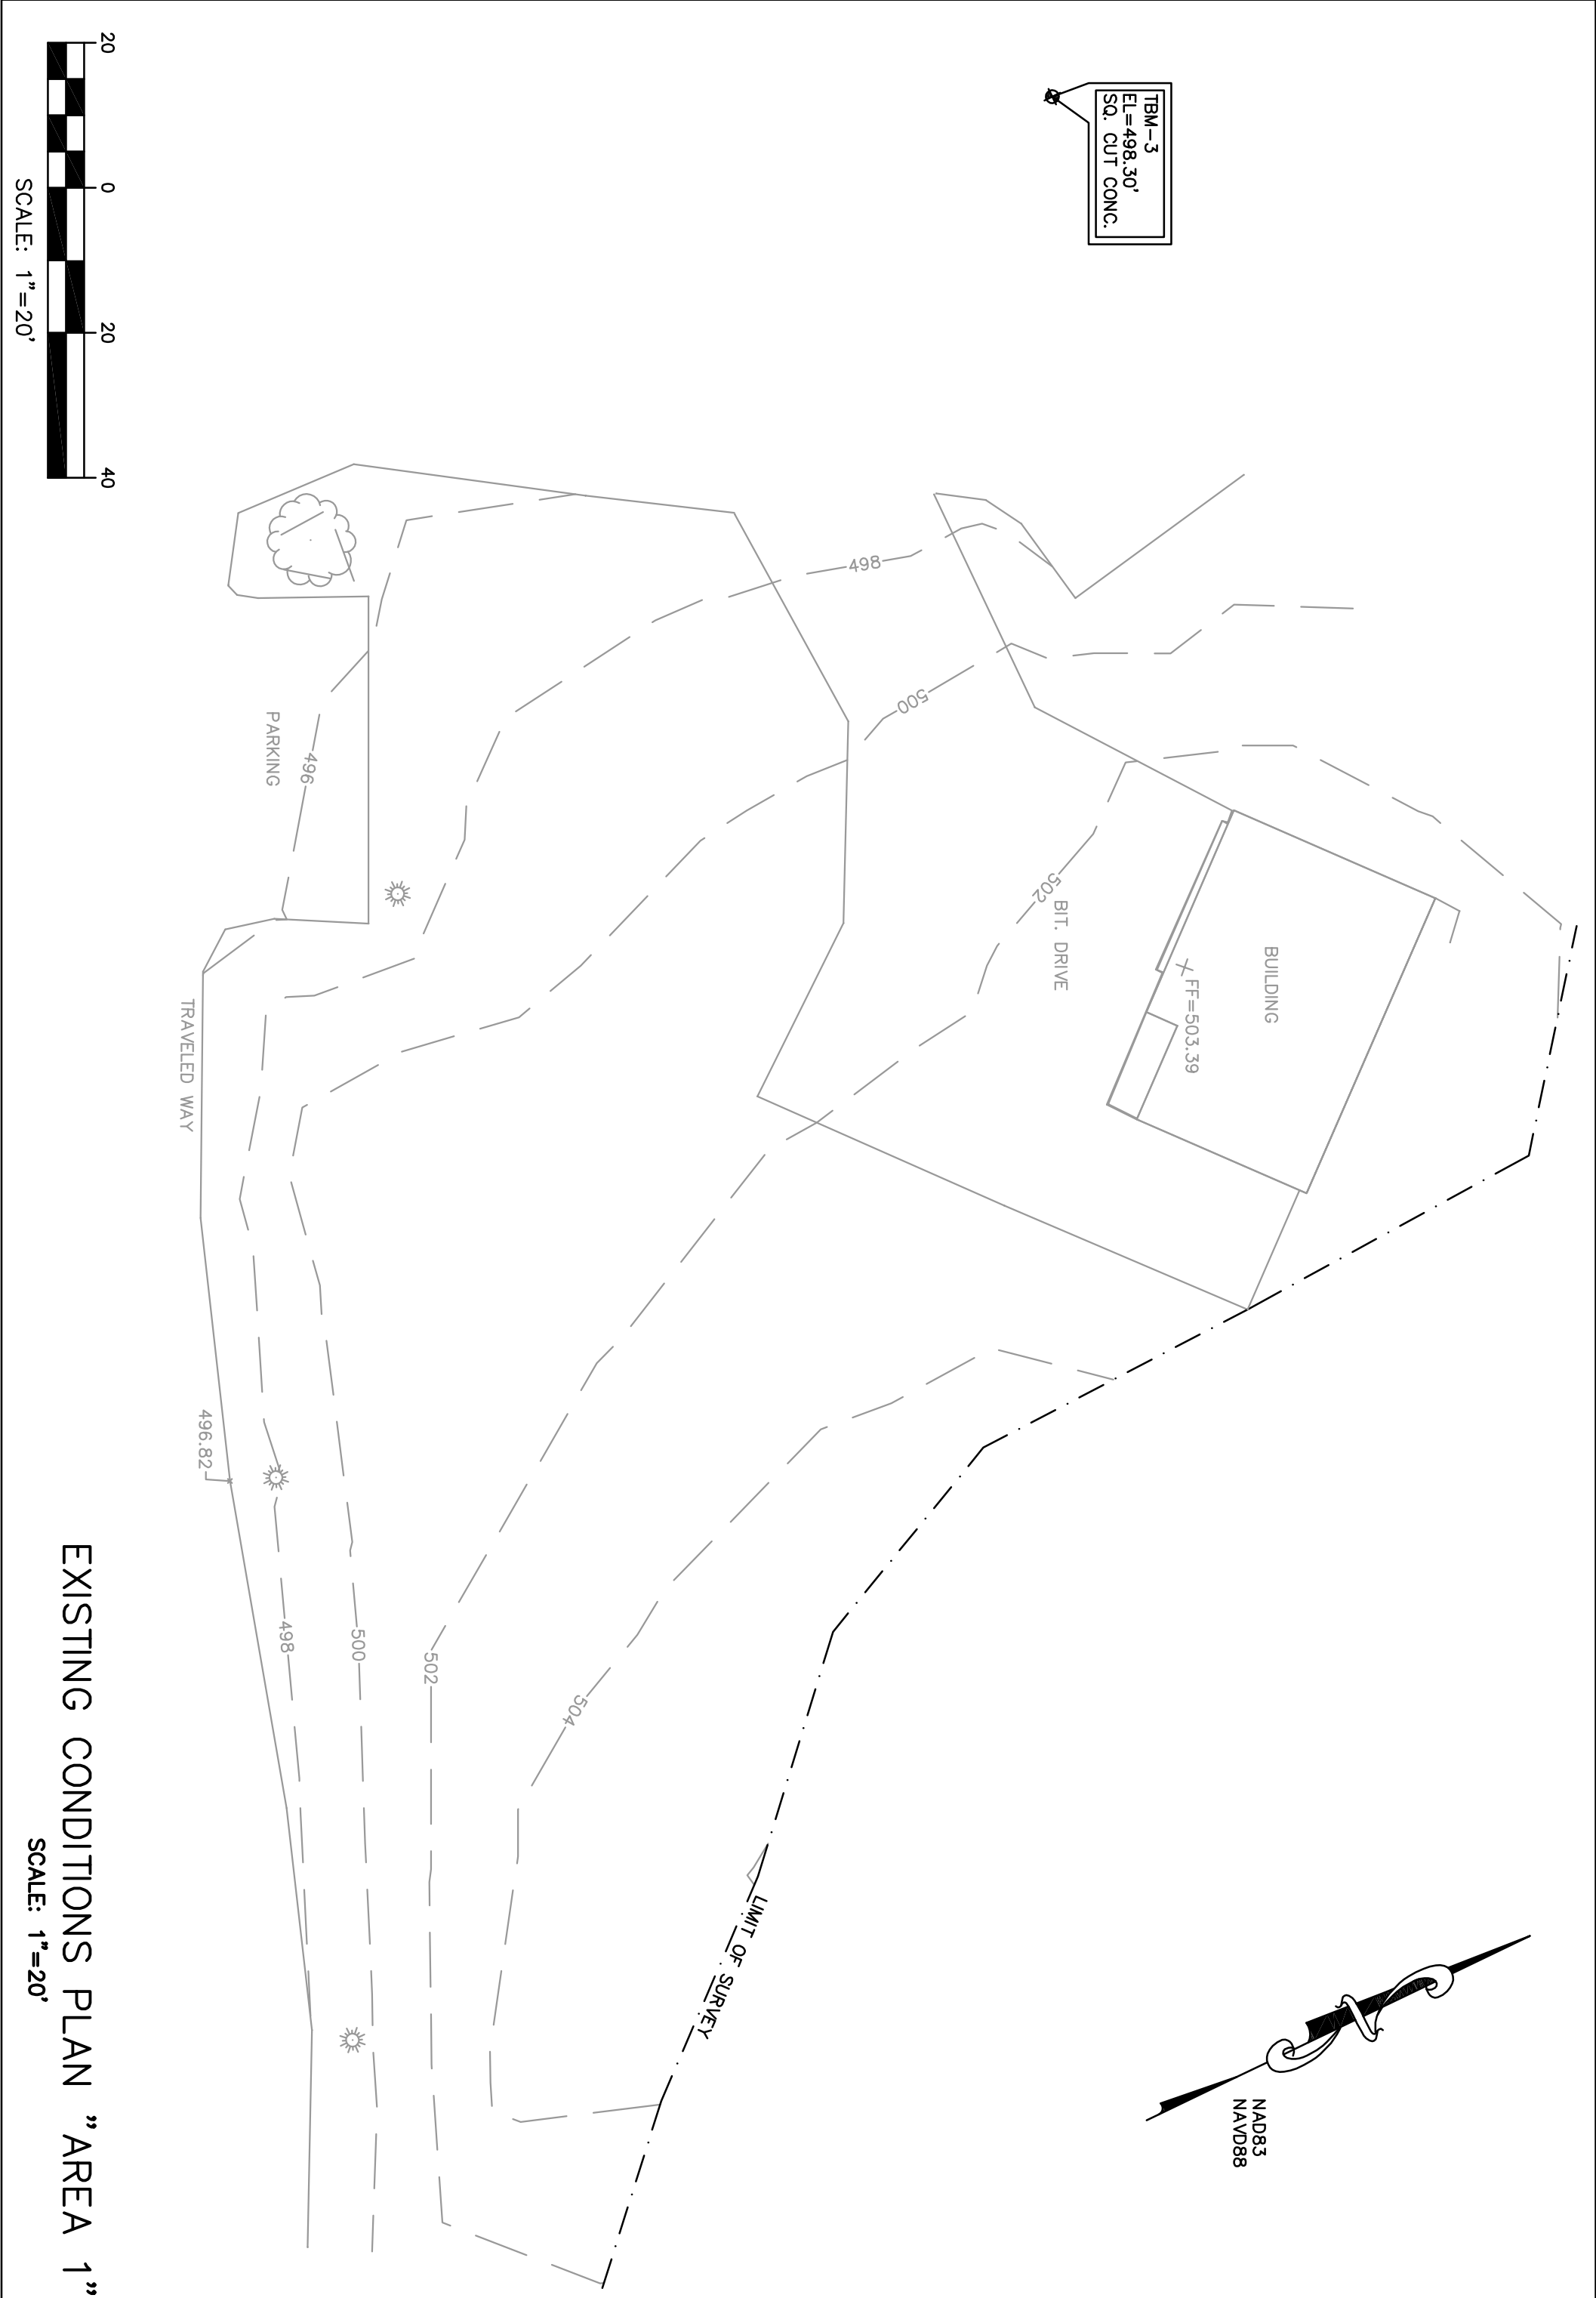 TBM-3
EL=498.30'
SQ. CUT CONC.
498
500
502
BIT. DRIVE
BUILDING
FF=503.39
PARKING
496
TRAVELED WAY
496.82
498
500
502
504
LIMIT OF SURVEY
NAD83
NAVD88
20
0
20
40
SCALE: 1"=20'
EXISTING CONDITIONS PLAN "AREA 1"
SCALE: 1"=20'